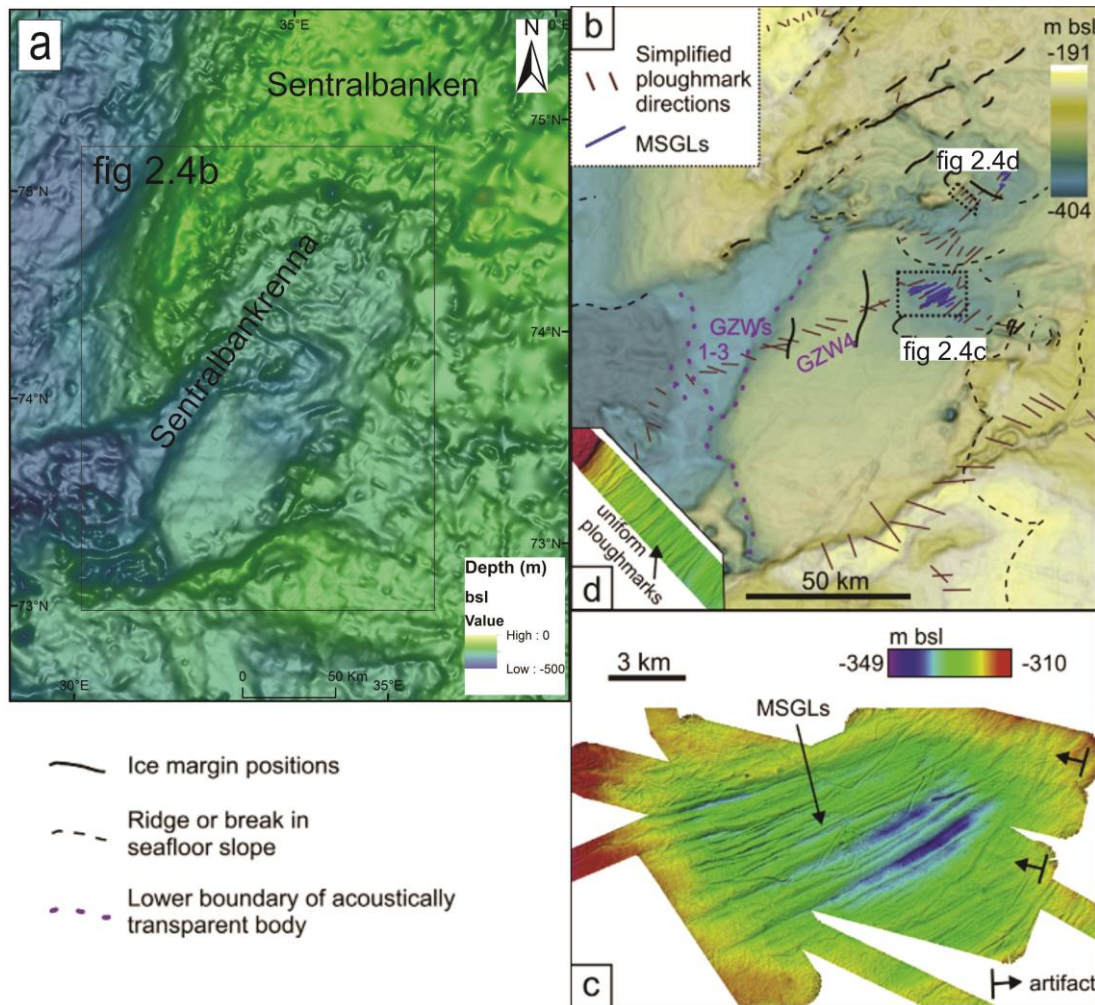 a
35°E
0°E
N
Sentralbanken
75°N
fig 2.4b
75°N
Sentralbankrenna
74°N
74°N
73°N
73°N
Depth (m)
bsl
Value
High : 0
Low : -500
30°E
0
50 Km
35°E
Ice margin positions
Ridge or break in
seafloor slope
Lower boundary of acoustically
transparent body
b
Simplified
ploughmark
directions
MSGLs
m bsl
-191
-404
fig 2.4d
GZWs
1-3
GZW4
fig 2.4c
uniform
ploughmarks
d
50 km
3 km
m bsl
-349
-310
MSGLs
c
artifact